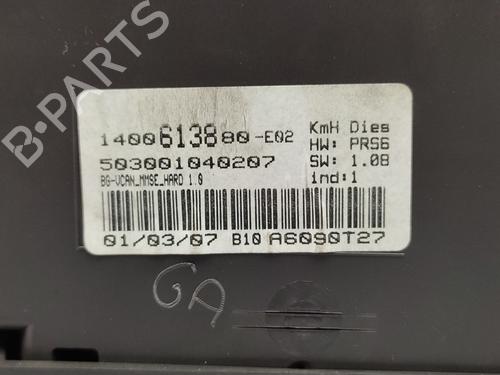 B-PARTS
1400613880-E02
KmH Dies
HW: PRS6
503001040207
SW: 1.08
BG-VCAN_MMSE_HARD 1.0
ind:1
01/03/07 B10 A6090T27
GA